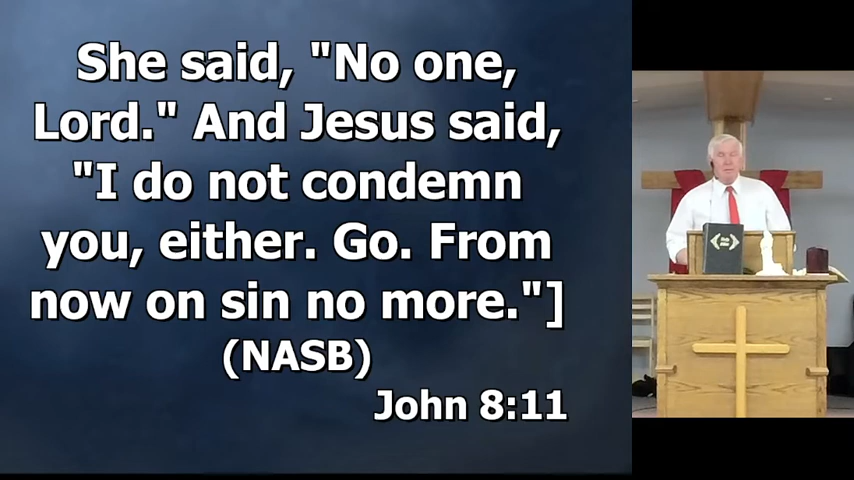 She said, "No one,
Lord." And Jesus said,
"I do not condemn
you, either. Go. From
now on sin no more."]
(NASB)
John 8:11